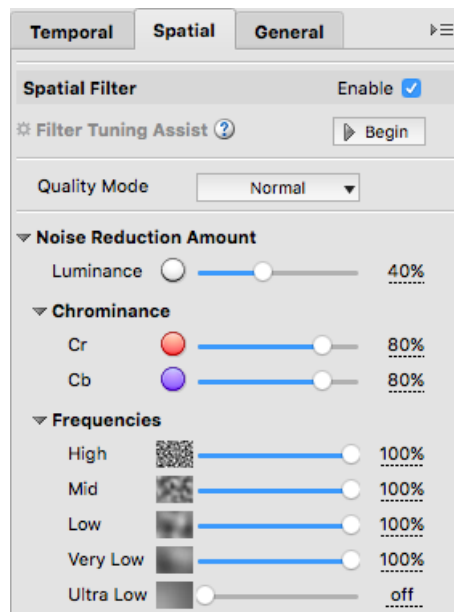 Temporal Spatial General
Spatial Filter Enable
Filter Tuning Assist ? Begin
Quality Mode Normal
Noise Reduction Amount
Luminance 40%
Chrominance
Cr 80%
Cb 80%
Frequencies
High 100%
Mid 100%
Low 100%
Very Low 100%
Ultra Low off